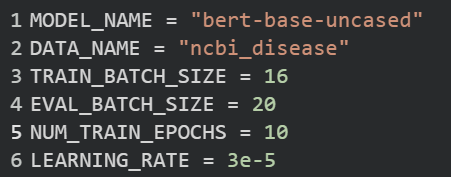 1 MODEL_NAME = "bert-base-uncased"
2 DATA_NAME = "ncbi_disease"
3 TRAIN_BATCH_SIZE = 16
4 EVAL_BATCH_SIZE = 20
5 NUM_TRAIN_EPOCHS = 10
6 LEARNING_RATE = 3e-5